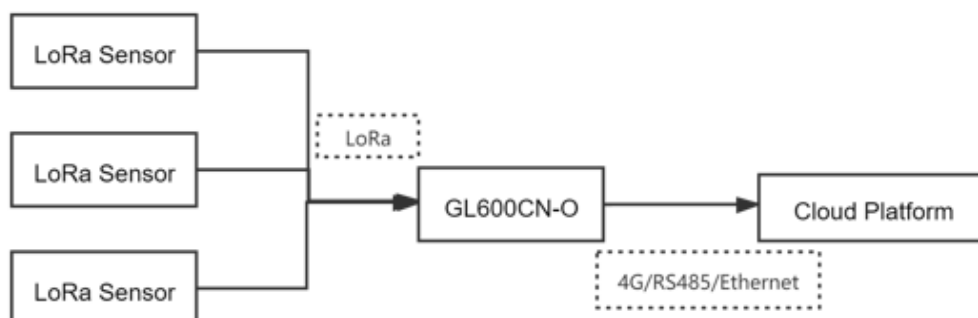 LoRa Sensor
LoRa
LoRa Sensor
GL600CN-O
Cloud Platform
LoRa Sensor
4G/RS485/Ethernet